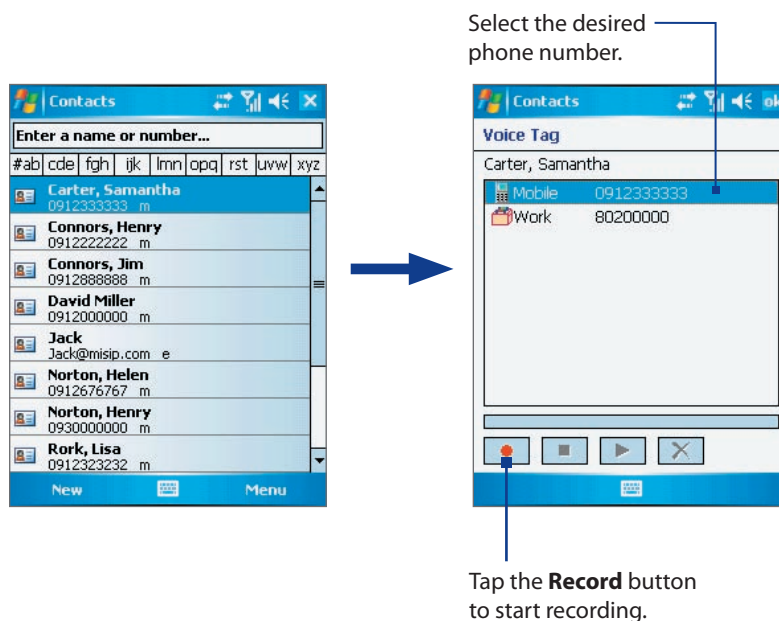 Select the desired
phone number.
Contacts
Enter a name or number...
#ab cde fgh ijk lmn opq rst uvw xyz
Carter, Samantha
0912333333 m
Connors, Henry
0912222222 m
Connors, Jim
0912888888 m
David Miller
0912000000 m
Jack
Jack@misip.com e
Norton, Helen
0912676767 m
Norton, Henry
0930000000 m
Rork, Lisa
0912323232 m
New Menu
Contacts ok
Voice Tag
Carter, Samantha
Mobile 0912333333
Work 80200000
Tap the Record button
to start recording.